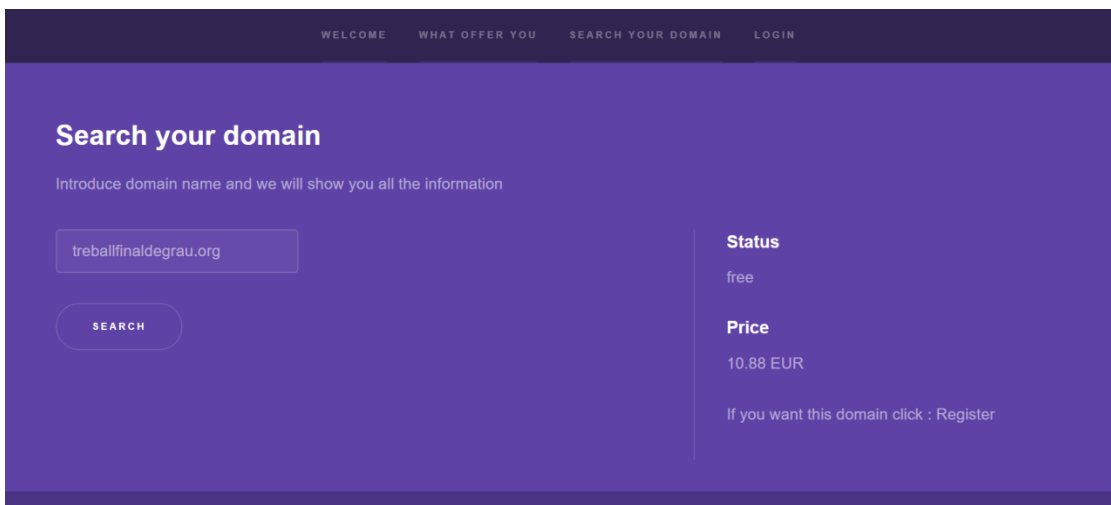 WELCOME WHAT OFFER YOU SEARCH YOUR DOMAIN LOGIN
Search your domain
Introduce domain name and we will show you all the information
treballfinaldegrau.org
SEARCH
Status
free
Price
10.88 EUR
If you want this domain click : Register